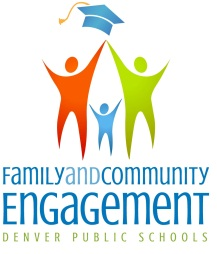 FAMILYANDCOMMUNITY
ENGAGEMENT
DENVER PUBLIC SCHOOLS